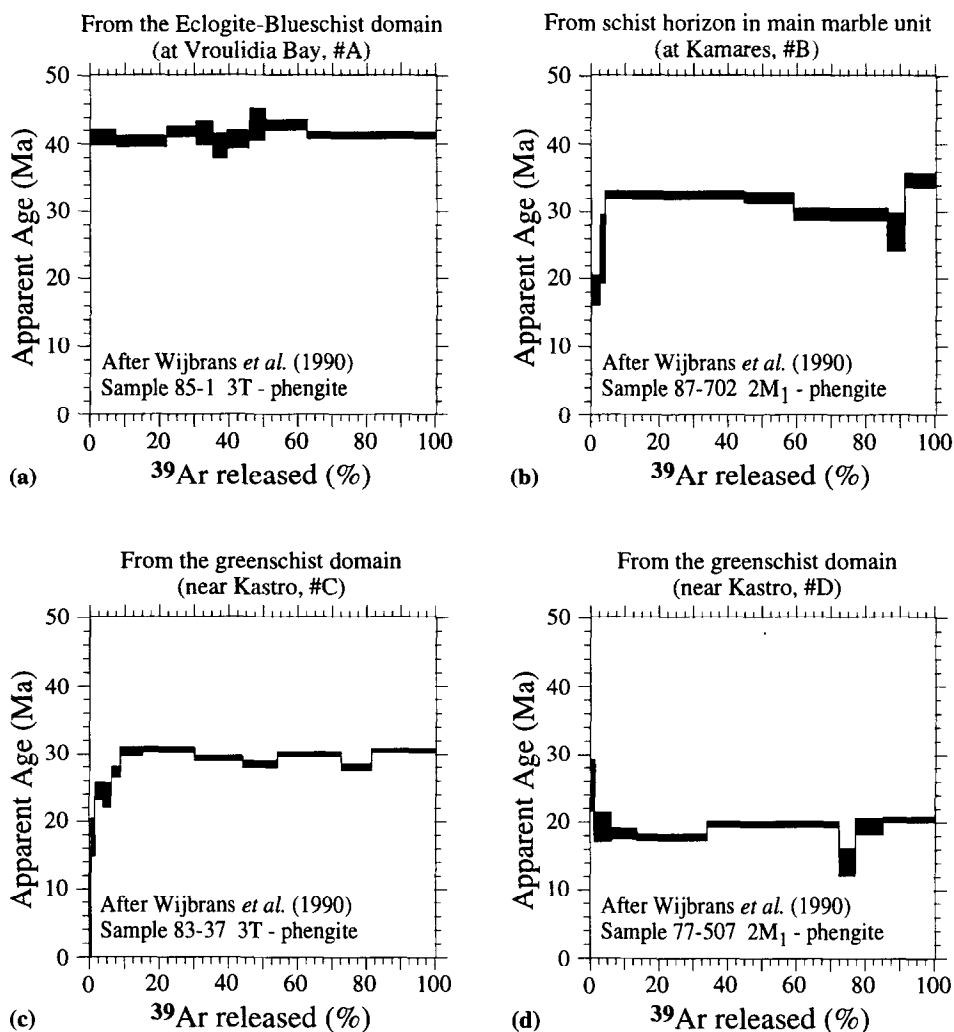 From the Eclogite-Blueschist domain
(at Vroulidia Bay, #A)
50
40
30
20
10
0
Apparent Age (Ma)
After Wijbrans et al. (1990)
Sample 85-1 3T - phengite
0 20 40 60 80 100
39Ar released (%)
(a)
From schist horizon in main marble unit
(at Kamares, #B)
50
40
30
20
10
0
Apparent Age (Ma)
After Wijbrans et al. (1990)
Sample 87-702 2M1 - phengite
0 20 40 60 80 100
39Ar released (%)
(b)
From the greenschist domain
(near Kastro, #C)
50
40
30
20
10
0
Apparent Age (Ma)
After Wijbrans et al. (1990)
Sample 83-37 3T - phengite
0 20 40 60 80 100
39Ar released (%)
(c)
From the greenschist domain
(near Kastro, #D)
50
40
30
20
10
0
Apparent Age (Ma)
After Wijbrans et al. (1990)
Sample 77-507 2M1 - phengite
0 20 40 60 80 100
39Ar released (%)
(d)